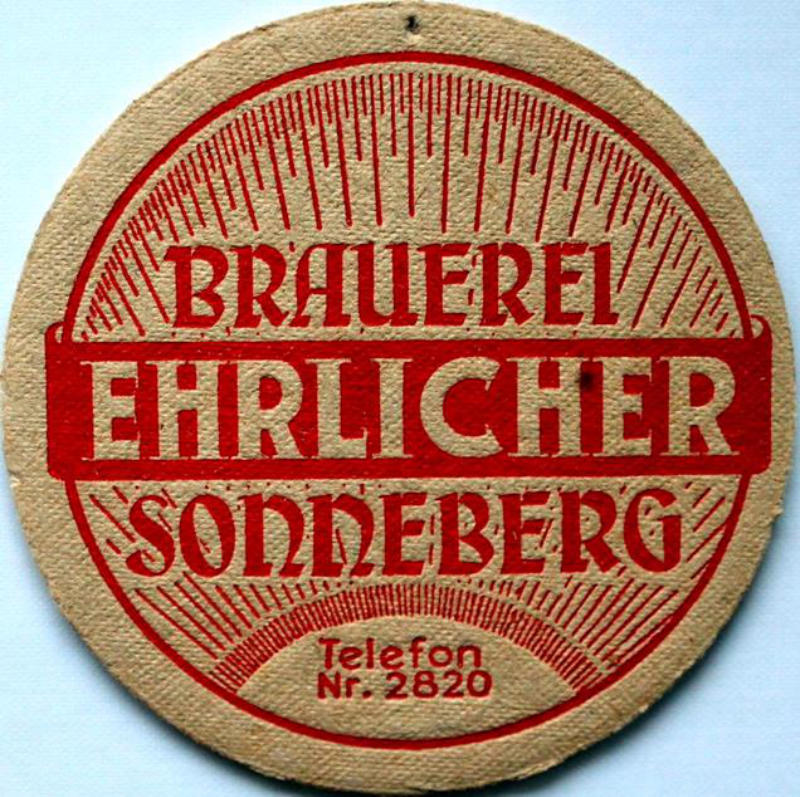 BRAUEREI
EHRLICHER
SONNEBERG
Telefon
Nr. 2820